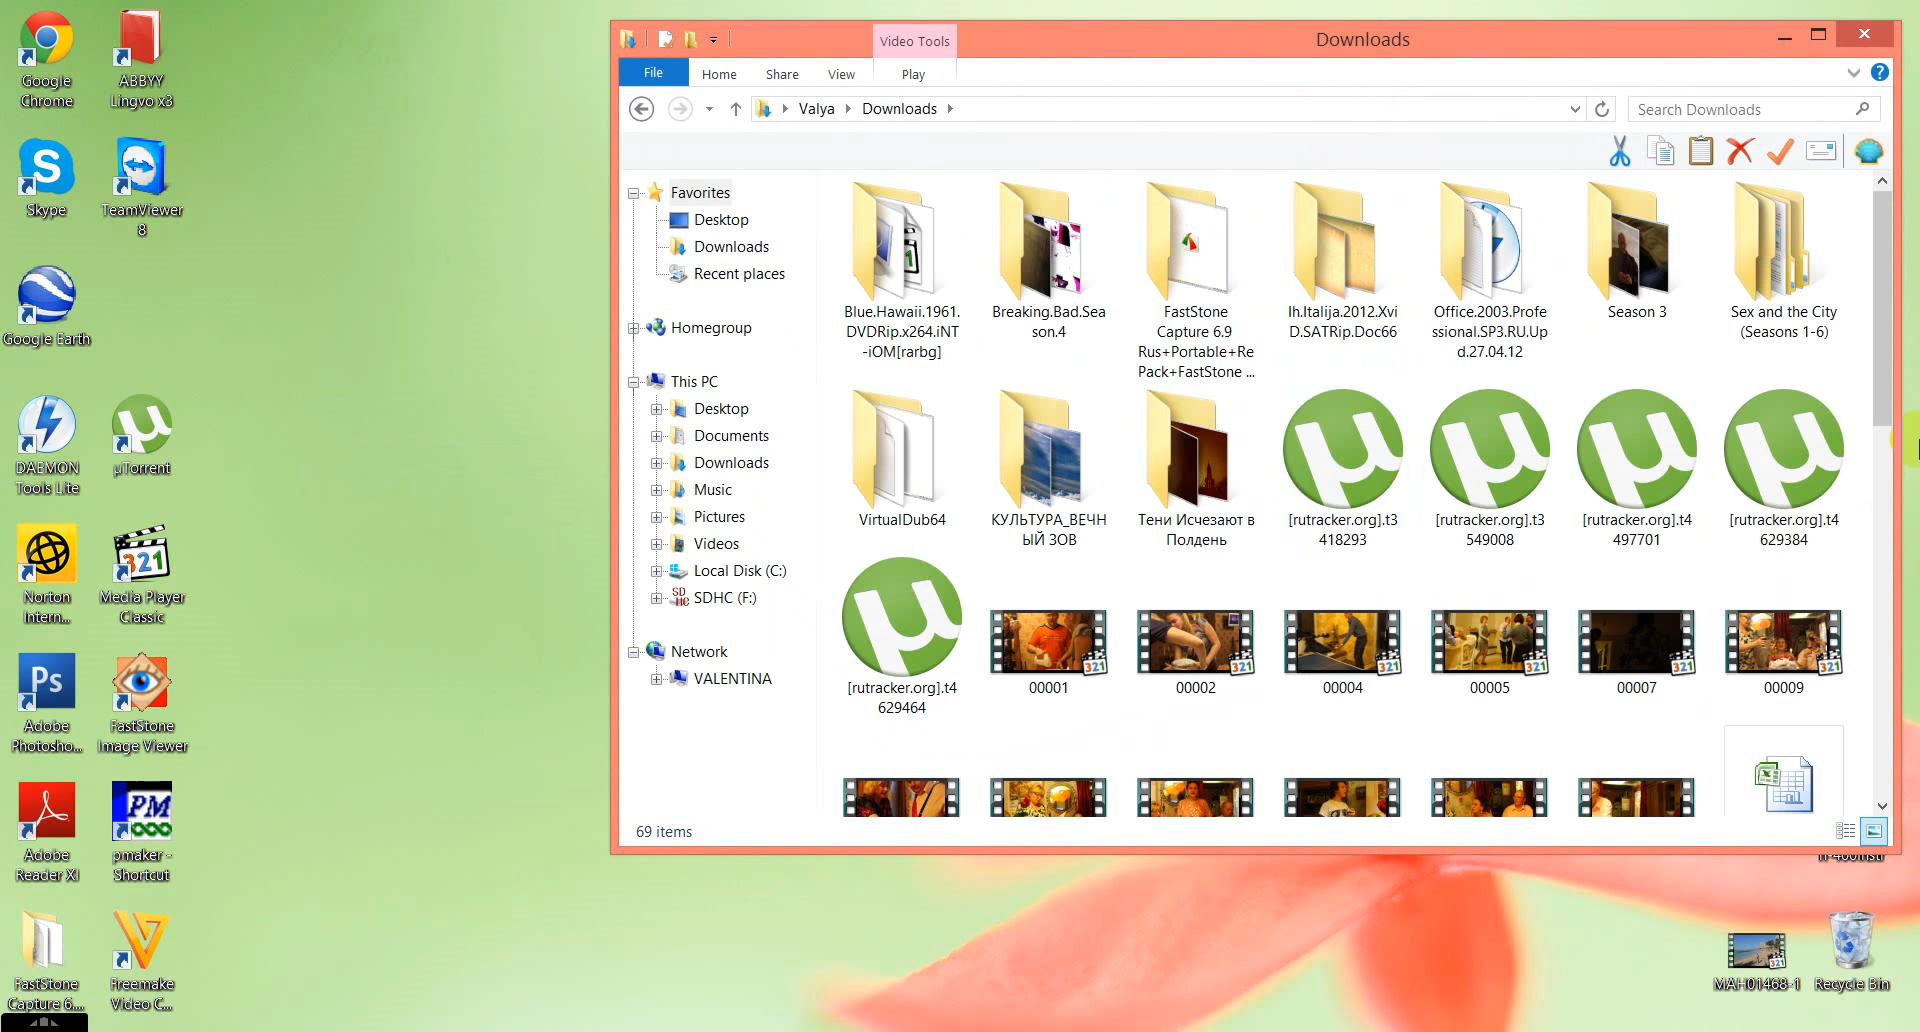 Google
Chrome
ABBYY
Lingvo x3
Skype
TeamViewer
8
Google Earth
DAEMON
Tools Lite
µTorrent
Norton
Intern...
Media Player
Classic
Adobe
Photosho...
FastStone
Image Viewer
Adobe
Reader XI
pmaker -
Shortcut
FastStone
Capture 6....
Freemake
Video C...
Video Tools
Downloads
File
Home
Share
View
Play
Valya
Downloads
Search Downloads
Favorites
Desktop
Downloads
Recent places
Homegroup
This PC
Desktop
Documents
Downloads
Music
Pictures
Videos
Local Disk (C:)
SDHC (F:)
Network
VALENTINA
Blue.Hawaii.1961.
DVDRip.x264.iNT
-iOM[rarbg]
Breaking.Bad.Sea
son.4
FastStone
Capture 6.9
Rus+Portable+Re
Pack+FastStone ...
Ih.Italija.2012.Xvi
D.SATRip.Doc66
Office.2003.Profe
ssional.SP3.RU.Up
d.27.04.12
Season 3
Sex and the City
(Seasons 1-6)
VirtualDub64
КУЛЬТУРА_ВЕЧН
ЫЙ ЗОВ
Тени Исчезают в
Полдень
[rutracker.org].t3
418293
[rutracker.org].t3
549008
[rutracker.org].t4
497701
[rutracker.org].t4
629384
[rutracker.org].t4
629464
00001
00002
00004
00005
00007
00009
69 items
MAH01468-1
Recycle Bin